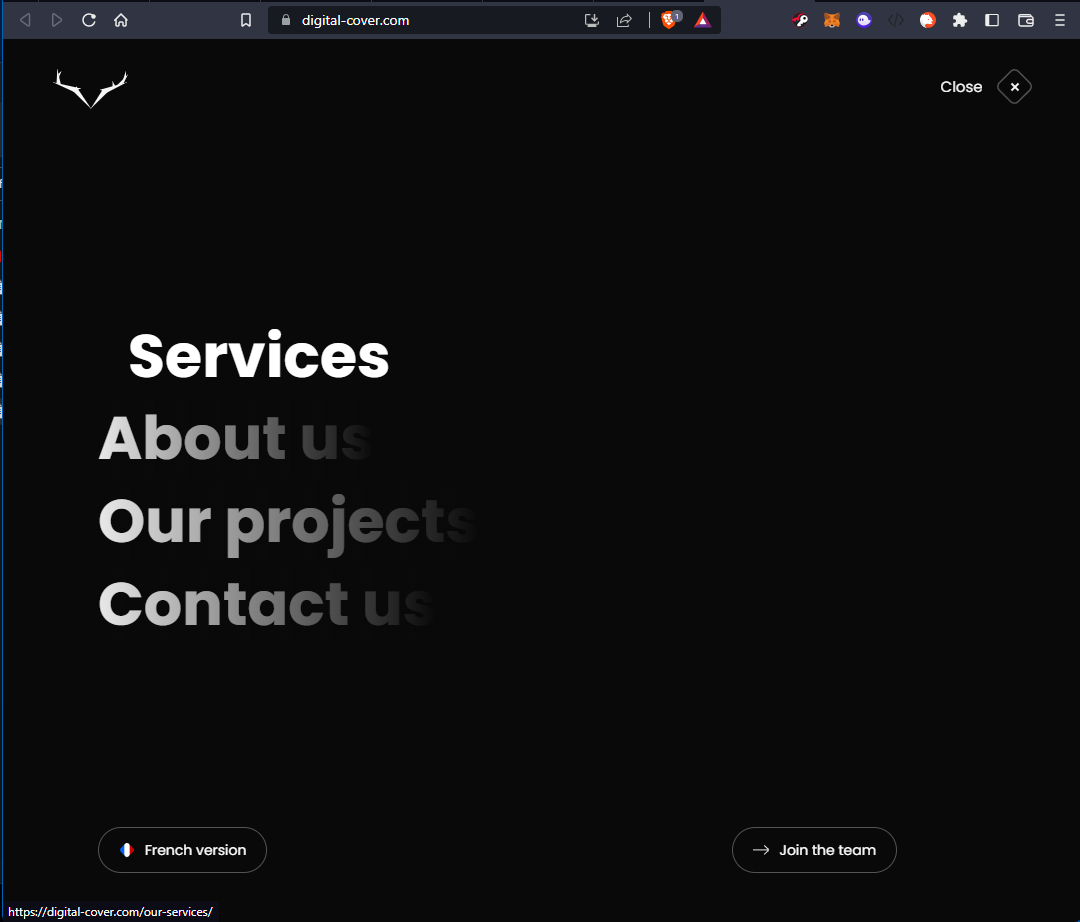 digital-cover.com
1
Close
Services
About us
Our projects
Contact us
French version
Join the team
https://digital-cover.com/our-services/